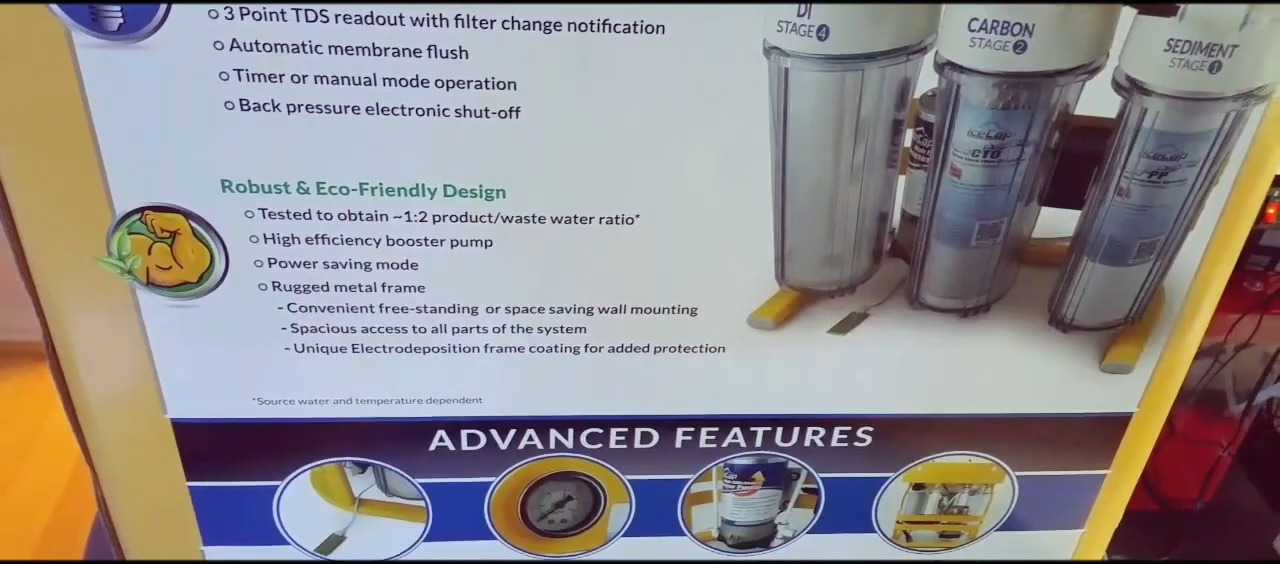 o 3 Point TDS readout with filter change notification
o Automatic membrane flush
o Timer or manual mode operation
o Back pressure electronic shut-off
Robust & Eco-Friendly Design
o Tested to obtain ~1:2 product/waste water ratio*
o High efficiency booster pump
o Power saving mode
o Rugged metal frame
- Convenient free-standing or space saving wall mounting
- Spacious access to all parts of the system
- Unique Electrodeposition frame coating for added protection
*Source water and temperature dependent
DI
STAGE 4
CARBON
STAGE 2
SEDIMENT
STAGE 1
IceCap
CTO
IceCap
PP
ADVANCED FEATURES